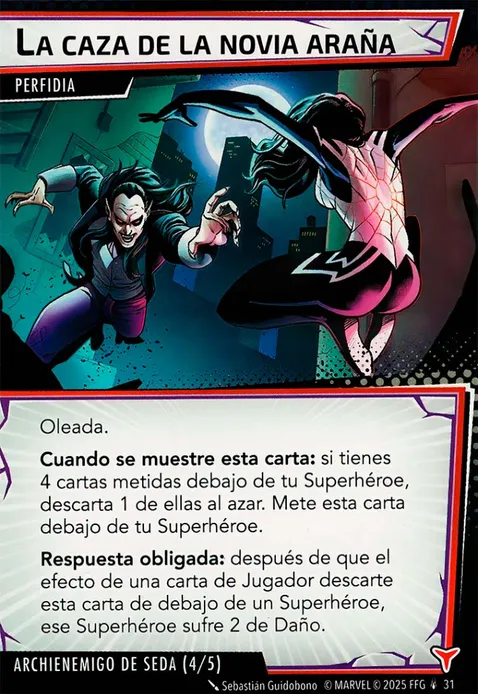 La caza de la novia araña
PERFIDIA
Oleada.
Cuando se muestre esta carta: si tienes
4 cartas metidas debajo de tu Superhéroe,
descarta 1 de ellas al azar. Mete esta carta
debajo de tu Superhéroe.
Respuesta obligada: después de que el
efecto de una carta de Jugador descarte
esta carta de debajo de un Superhéroe,
ese Superhéroe sufre 2 de Daño.
ARCHIENEMIGO DE SEDA (4/5)
Sebastián Guidobono © MARVEL © 2025 FFG 31